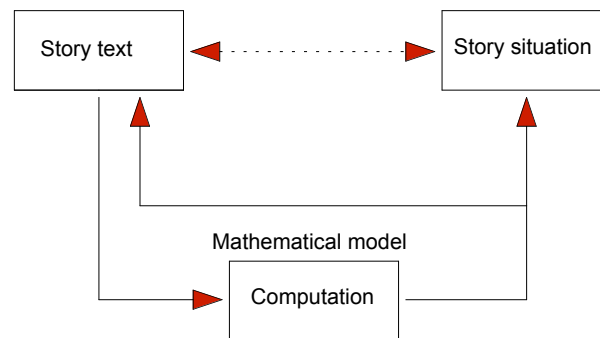 Story text
Story situation
Mathematical model
Computation